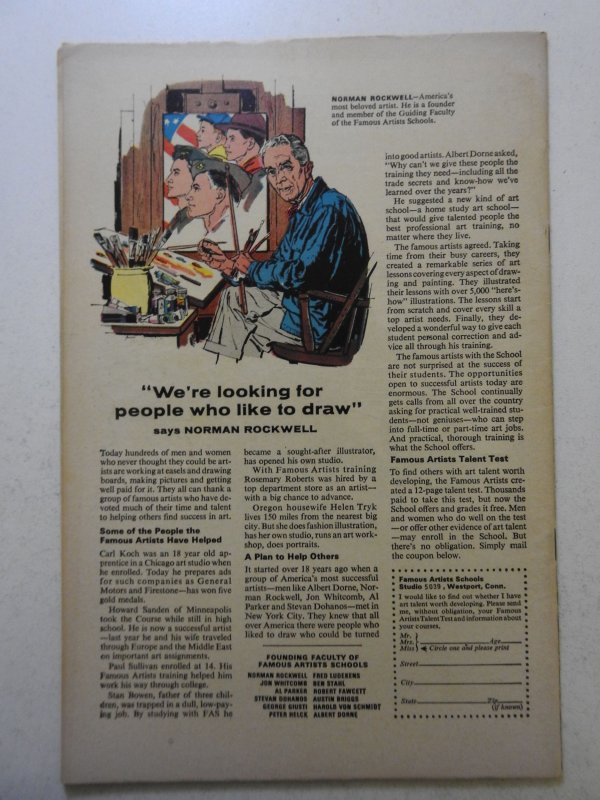 NORMAN ROCKWELL—America's
most beloved artist. He is a founder
and member of the Guiding Faculty
of the Famous Artists Schools.
"We're looking for
people who like to draw"
says NORMAN ROCKWELL
Today hundreds of men and women
who never thought they could be art-
ists are working at easels and drawing
boards, making pictures and getting
well paid for it. They all can thank a
group of famous artists who have de-
voted much of their time and talent
to helping others find success in art.
Some of the People the
Famous Artists Have Helped
Carl Koch was an 18 year old ap-
prentice in a Chicago art studio when
he enrolled. Today he prepares ads
for such companies as General
Motors and Firestone—has won five
gold medals.
Howard Sanden of Minneapolis
took the Course while still in high
school. He is now a successful artist
—last year he and his wife traveled
through Europe and the Middle East
on important art assignments.
Paul Sullivan enrolled at 14. His
Famous Artists training helped him
work his way through college.
Stan Bowen, father of three chil-
dren, was trapped in a dull, low-pay-
ing job. By studying with FAS he
became a sought-after illustrator,
has opened his own studio.
With Famous Artists training
Rosemary Roberts was hired by a
top department store as an artist—
with a big chance to advance.
Oregon housewife Helen Tryk
lives 150 miles from the nearest big
city. But she does fashion illustration,
has her own studio, runs an art work-
shop, does portraits.
A Plan to Help Others
It started over 18 years ago when a
group of America's most successful
artists—men like Albert Dorne, Nor-
man Rockwell, Jon Whitcomb, Al
Parker and Stevan Dohanos—met in
New York City. They knew that all
over America there were people who
liked to draw who could be turned
into good artists. Albert Dorne asked,
"Why can't we give these people the
training they need—including all the
trade secrets and know-how we've
learned over the years?"
He suggested a new kind of art
school—a home study art school—
that would give talented people the
best professional art training, no
matter where they live.
The famous artists agreed. Taking
time from their busy careers, they
created a remarkable series of art
lessons covering every aspect of draw-
ing and painting. They illustrated
their lessons with over 5,000 "here's-
how" illustrations. The lessons start
from scratch and cover every skill a
top artist needs. Finally, they de-
veloped a wonderful way to give each
student personal correction and ad-
vice all through his training.
The famous artists with the School
are not surprised at the success of
their students. The opportunities
open to successful artists today are
enormous. The School continually
gets calls from all over the country
asking for practical well-trained stu-
dents—not geniuses—who can step
into full-time or part-time art jobs.
And practical, thorough training is
what the School offers.
Famous Artists Talent Test
To find others with art talent worth
developing, the Famous Artists cre-
ated a 12-page talent test. Thousands
paid to take this test, but now the
School offers and grades it free. Men
and women who do well on the test
—or offer other evidence of art talent
—may enroll in the School. But
there's no obligation. Simply mail
the coupon below.
FOUNDING FACULTY OF
FAMOUS ARTISTS SCHOOLS
NORMAN ROCKWELL FRED LUDEKENS
JON WHITCOMB BEN STAHL
AL PARKER ROBERT FAWCETT
STEVAN DOHANOS AUSTIN BRIGGS
GEORGE GIUSTI HAROLD VON SCHMIDT
PETER HELCK ALBERT DORNE
Famous Artists Schools
Studio 5039, Westport, Conn.
I would like to find out whether I have
art talent worth developing. Please send
me, without obligation, your Famous
Artists Talent Test and information about
your courses.
Mr.
Mrs. Age
Miss Circle one and please print
Street
City
State Zip
(if known)